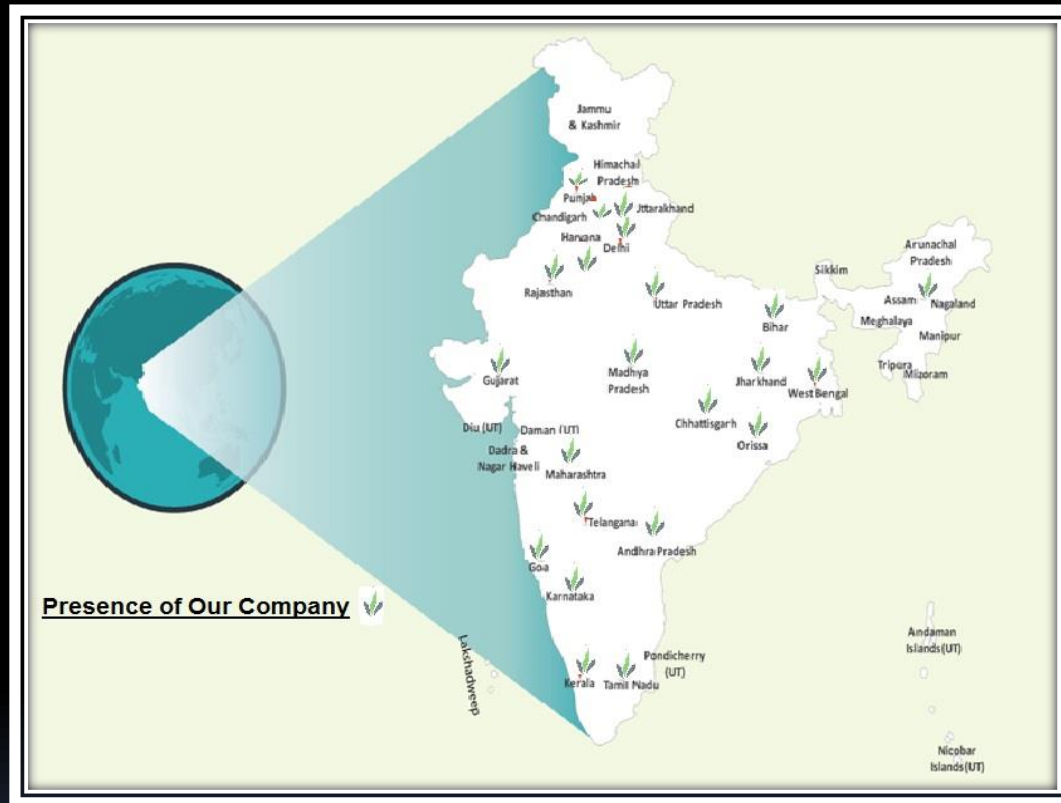 Jammu
& Kashmir
Himachal
Pradesh
Punjab
Chandigarh
Uttarakhand
Haryana
Delhi
Rajasthan
Uttar Pradesh
Bihar
Sikkim
Arunachal
Pradesh
Assam
Nagaland
Meghalaya
Manipur
Tripura
Mizoram
Gujarat
Madhya
Pradesh
Jharkhand
West Bengal
Chhattisgarh
Orissa
Diu (UT)
Daman (UT)
Dadra &
Nagar Haveli
Maharashtra
Telangana
Andhra Pradesh
Goa
Karnataka
Presence of Our Company
Lakshadweep
Kerala
Tamil Nadu
Pondicherry
(UT)
Andaman
Islands(UT)
Nicobar
Islands(UT)